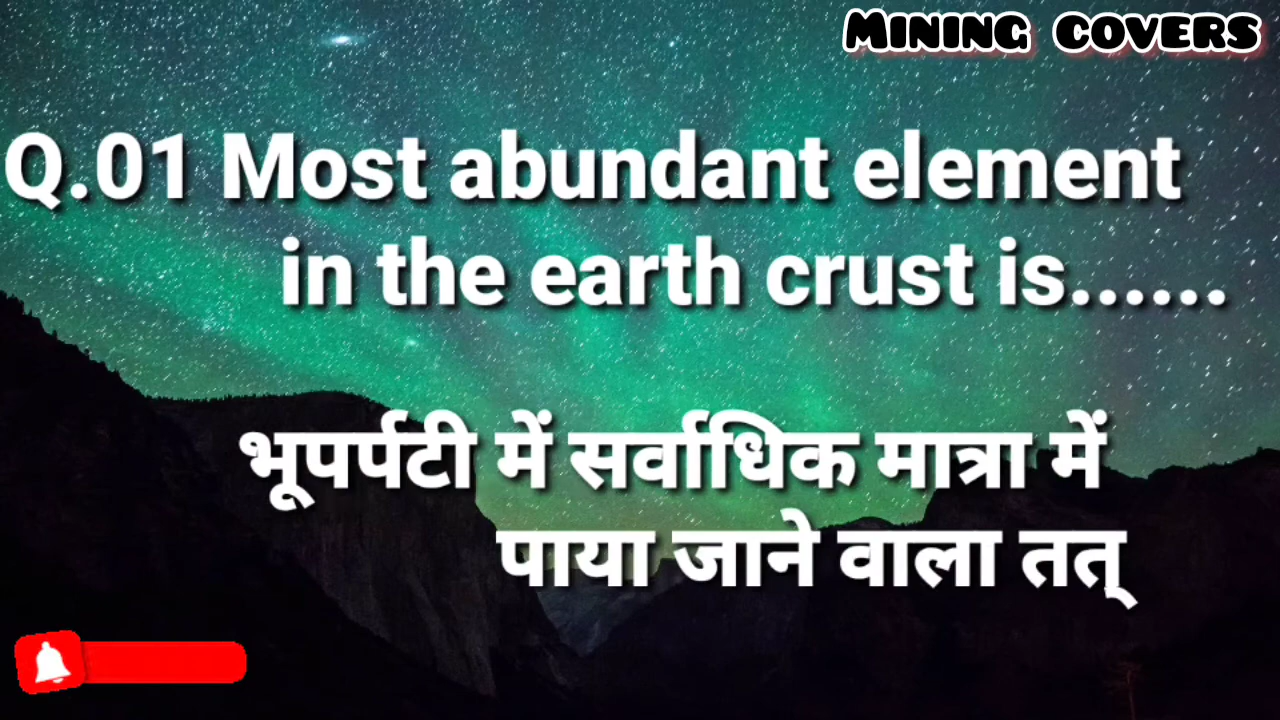 MINING COVERS
Q.01 Most abundant element
in the earth crust is......
भूपर्पटी में सर्वाधिक मात्रा में
पाया जाने वाला तत्